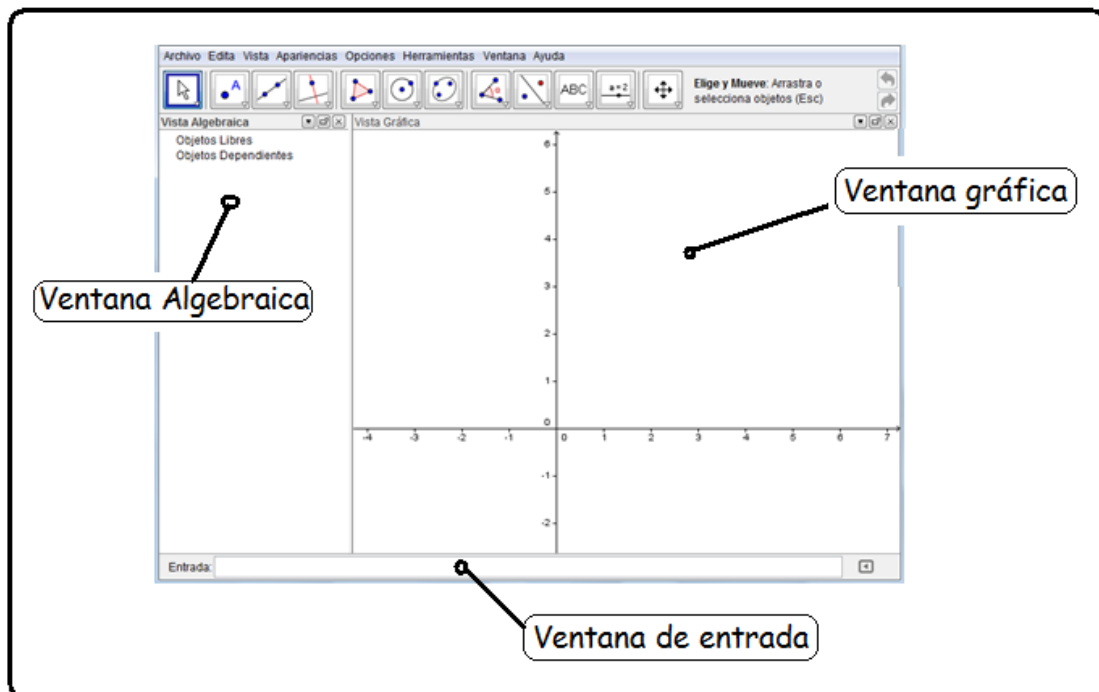 Archivo Edita Vista Apariencias Opciones Herramientas Ventana Ayuda
A
ABC
a=2
Elige y Mueve: Arrastra o
selecciona objetos (Esc)
Vista Algebraica
Vista Gráfica
Objetos Libres
Objetos Dependientes
Ventana gráfica
Ventana Algebraica
6
5
4
3
2
1
0
-4 -3 -2 -1 0 1 2 3 4 5 6 7
-1
-2
Entrada:
Ventana de entrada